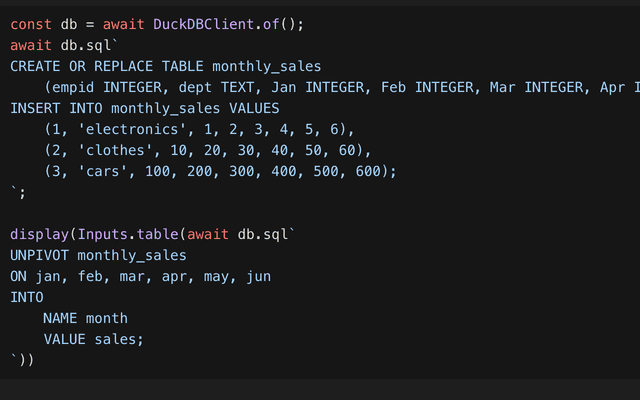 const db = await DuckDBClient.of();
await db.sql`
CREATE OR REPLACE TABLE monthly_sales
    (empid INTEGER, dept TEXT, Jan INTEGER, Feb INTEGER, Mar INTEGER, Apr
INSERT INTO monthly_sales VALUES
    (1, 'electronics', 1, 2, 3, 4, 5, 6),
    (2, 'clothes', 10, 20, 30, 40, 50, 60),
    (3, 'cars', 100, 200, 300, 400, 500, 600);
`;

display(Inputs.table(await db.sql`
UNPIVOT monthly_sales
ON jan, feb, mar, apr, may, jun
INTO
    NAME month
    VALUE sales;
`))